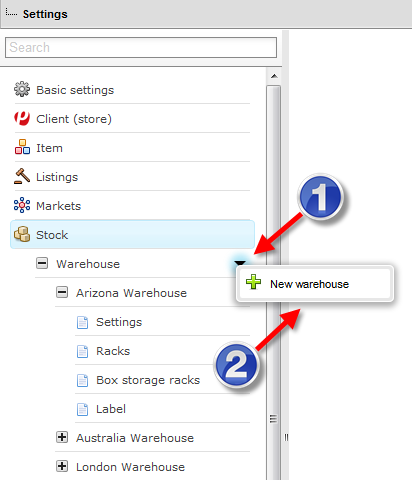 Settings
Search
Basic settings
Client (store)
Item
Listings
Markets
1
Stock
Warehouse
New warehouse
Arizona Warehouse
Settings
Racks
2
Box storage racks
Label
Australia Warehouse
London Warehouse